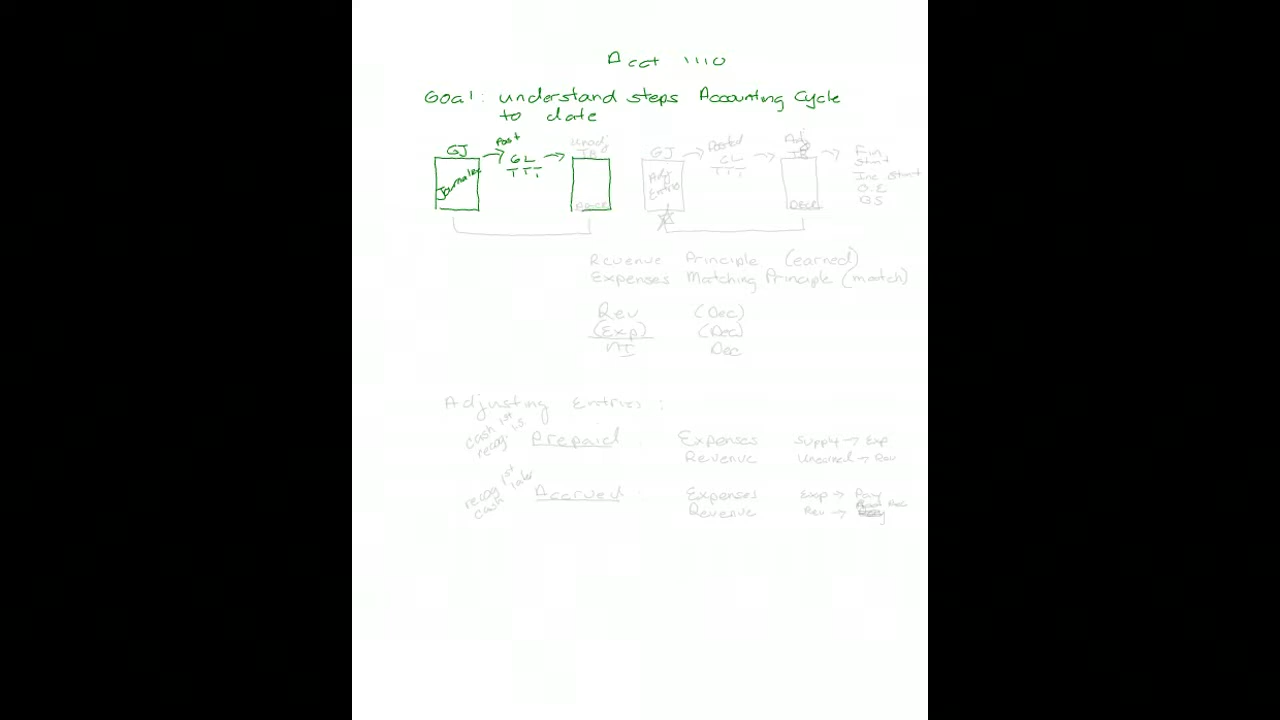 Acct 1110
Goal: understand steps Accounting Cycle
to date
GJ Post GL Unadj TB GJ Posted GL Adj Fin
Journalize Adj Entries Stmt
Inc Stmt
O.E
BS
Dec Dec
Revenue Principle (earned)
Expenses Matching Principle (match)
Rev (Dec)
(Exp) (Dec)
NI Dec
Adjusting Entries:
cash 1st
recog. Prepaid : Expenses Supply → Exp
Revenue Unearned → Rev
recog 1st
cash later Accrued : Expenses Exp → Pay
Revenue Rev → Rec